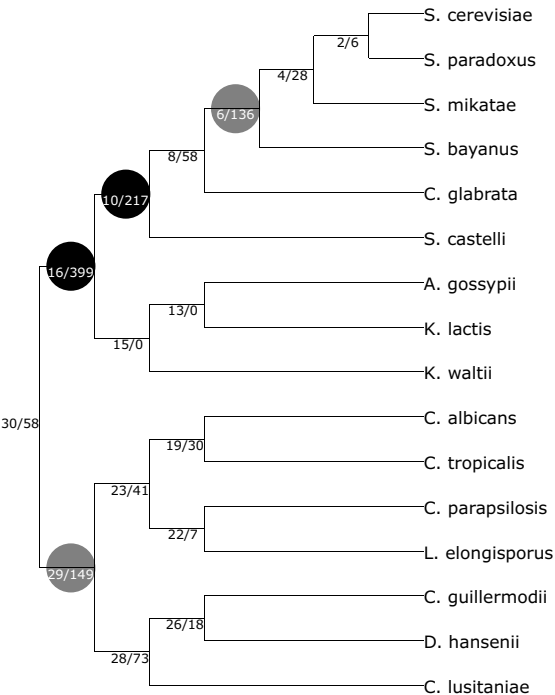 S. cerevisiae
2/6
S. paradoxus
4/28
S. mikatae
6/136
S. bayanus
8/58
C. glabrata
10/217
S. castelli
16/399
A. gossypii
13/0
K. lactis
15/0
K. waltii
C. albicans
30/58
19/30
C. tropicalis
23/41
C. parapsilosis
22/7
L. elongisporus
29/149
C. guillermodii
26/18
D. hansenii
28/73
C. lusitaniae